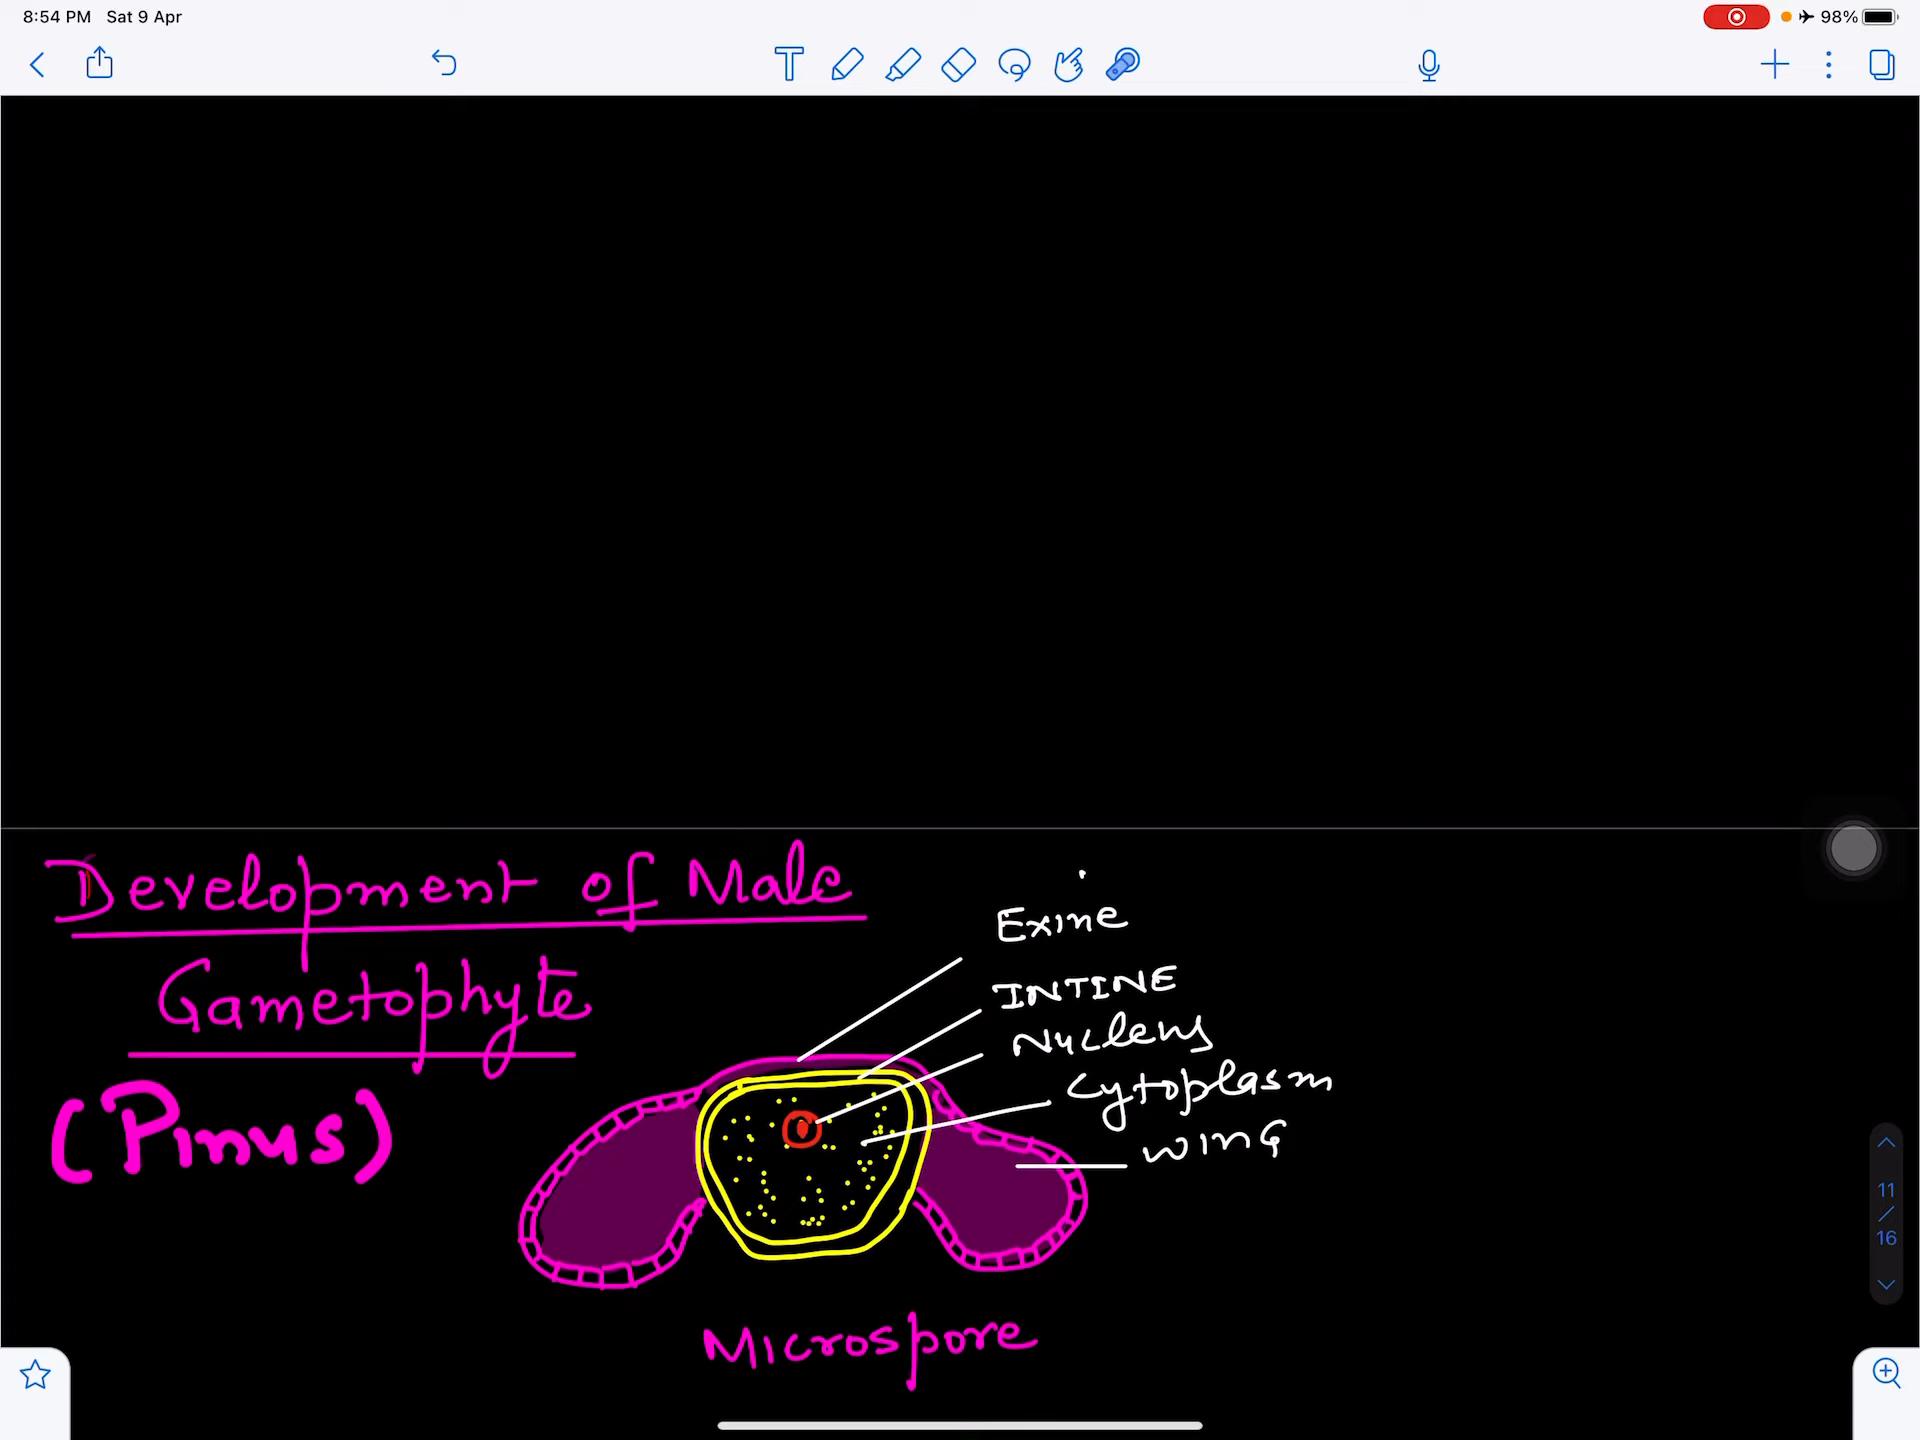 8:54 PM Sat 9 Apr
98%
Development of Male
Gametophyte
(Pinus)
Exine
INTINE
Nucleus
Cytoplasm
wing
Microspore
11
/
16